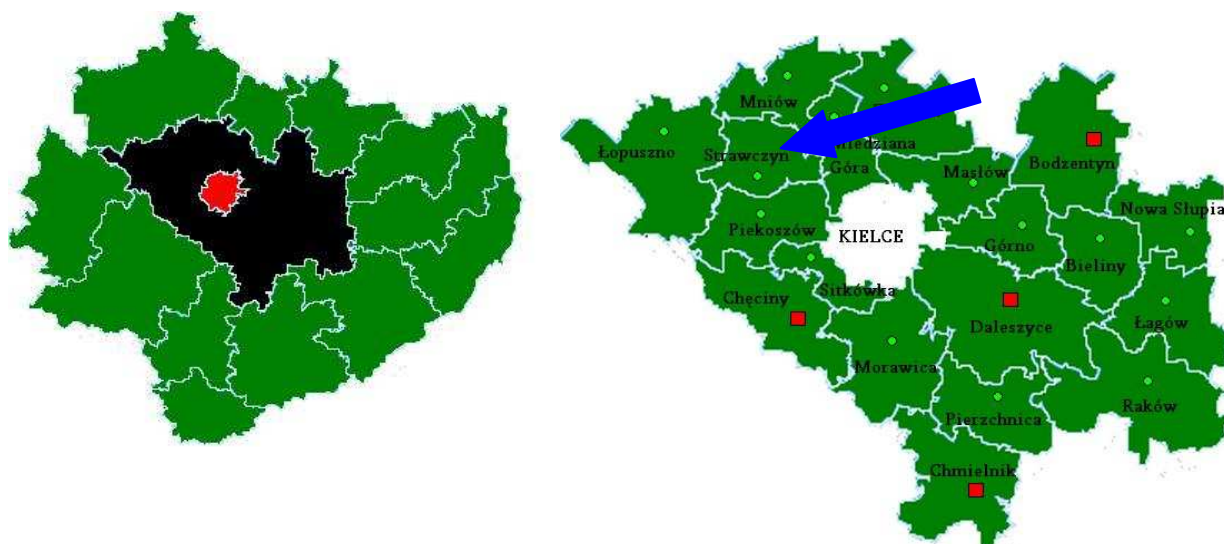 Mniów
Łopuszno
Strawczyn
Góra
Masłów
Bodzentyn
Nowa Słupia
Piekoszów
KIELCE
Górno
Bieliny
Sitkówka
Chęciny
Daleszyce
Łagów
Morawica
Pierzchnica
Raków
Chmielnik